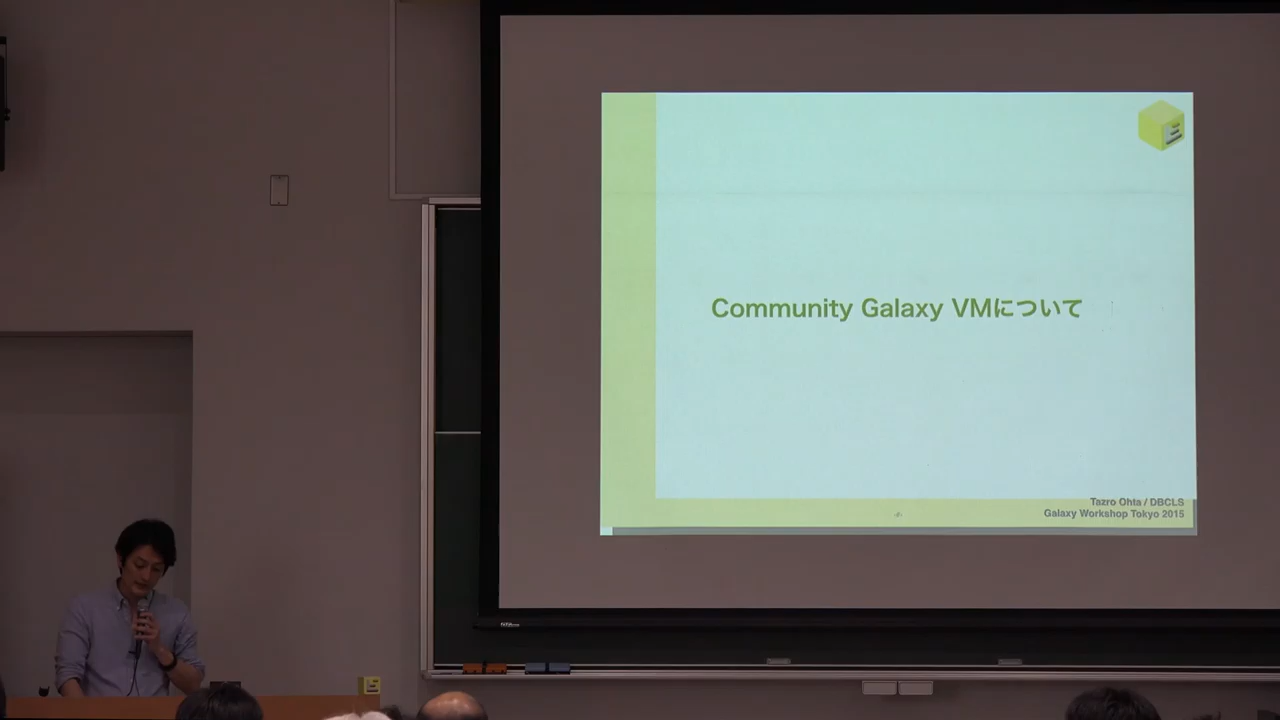 Community Galaxy VMについて
Tazro Ohta / DBCLS
Galaxy Workshop Tokyo 2015